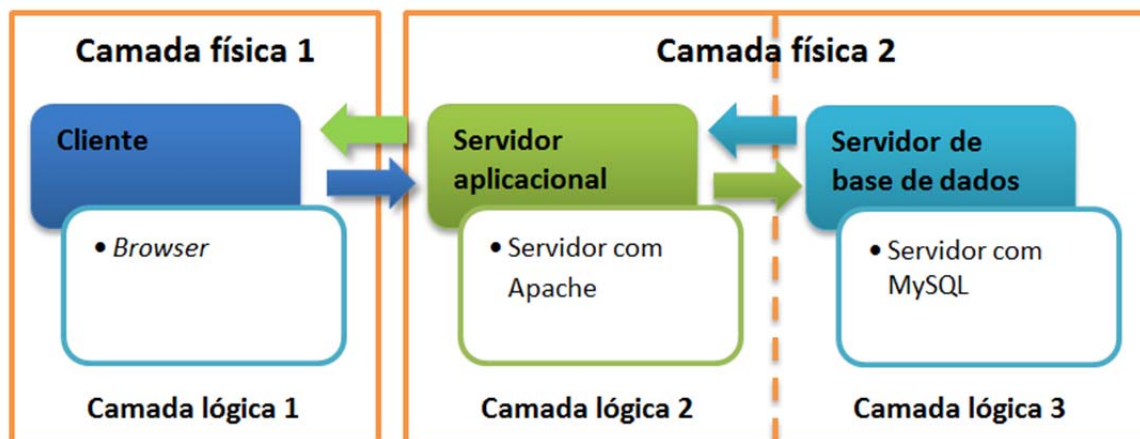 Camada física 1
Camada física 2
Cliente
• Browser
Servidor
aplicacional
• Servidor com
Apache
Servidor de
base de dados
• Servidor com
MySQL
Camada lógica 1
Camada lógica 2
Camada lógica 3